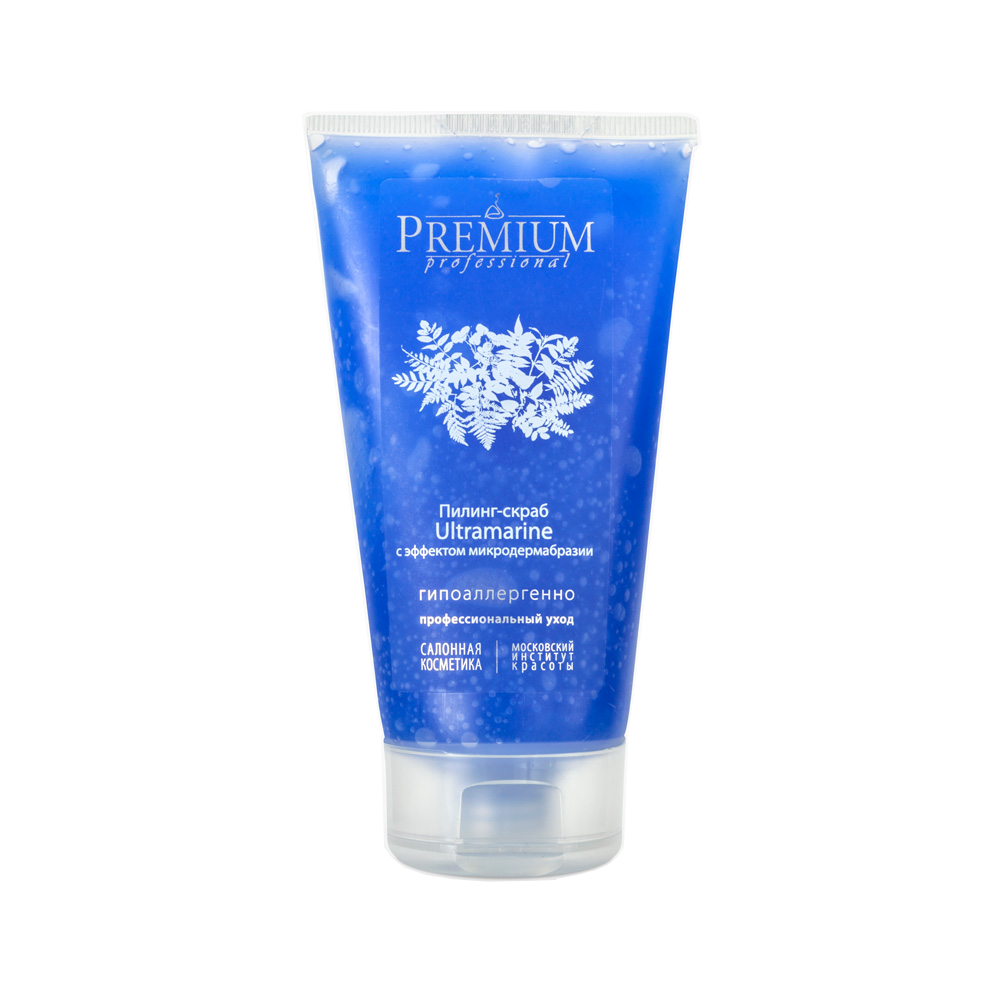 PREMIUM
professional
Пилинг-скраб
Ultramarine
с эффектом микродермабразии
гипоаллергенно
профессиональный уход
САЛОННАЯ
КОСМЕТИКА
МОСКОВСКИЙ
ИНСТИТУТ
КРАСОТЫ